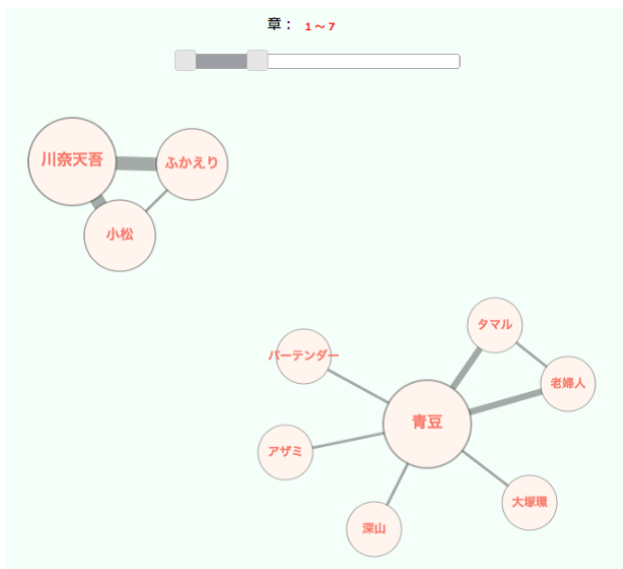 章： 1～7
川奈天吾
ふかえり
小松
タマル
バーテンダー
老婦人
青豆
アザミ
大塚環
深山